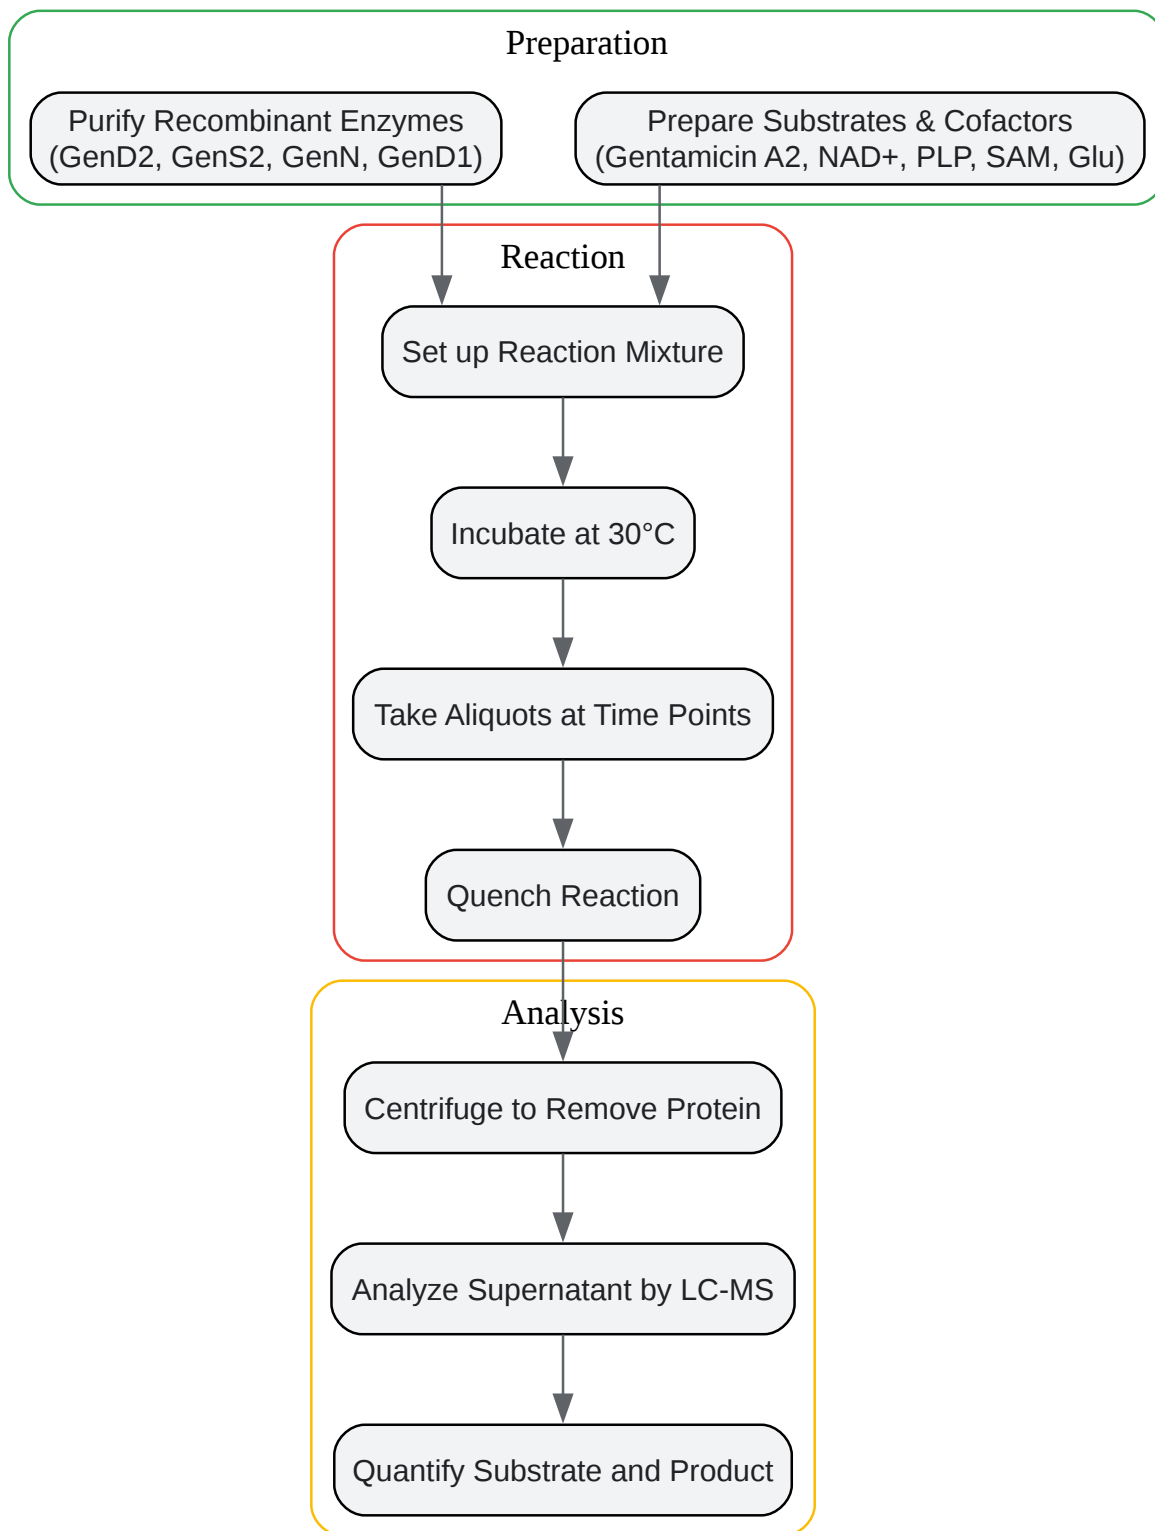 Preparation
Purify Recombinant Enzymes
(GenD2, GenS2, GenN, GenD1)
Prepare Substrates & Cofactors
(Gentamicin A2, NAD+, PLP, SAM, Glu)
Reaction
Set up Reaction Mixture
Incubate at 30°C
Take Aliquots at Time Points
Quench Reaction
Analysis
Centrifuge to Remove Protein
Analyze Supernatant by LC-MS
Quantify Substrate and Product